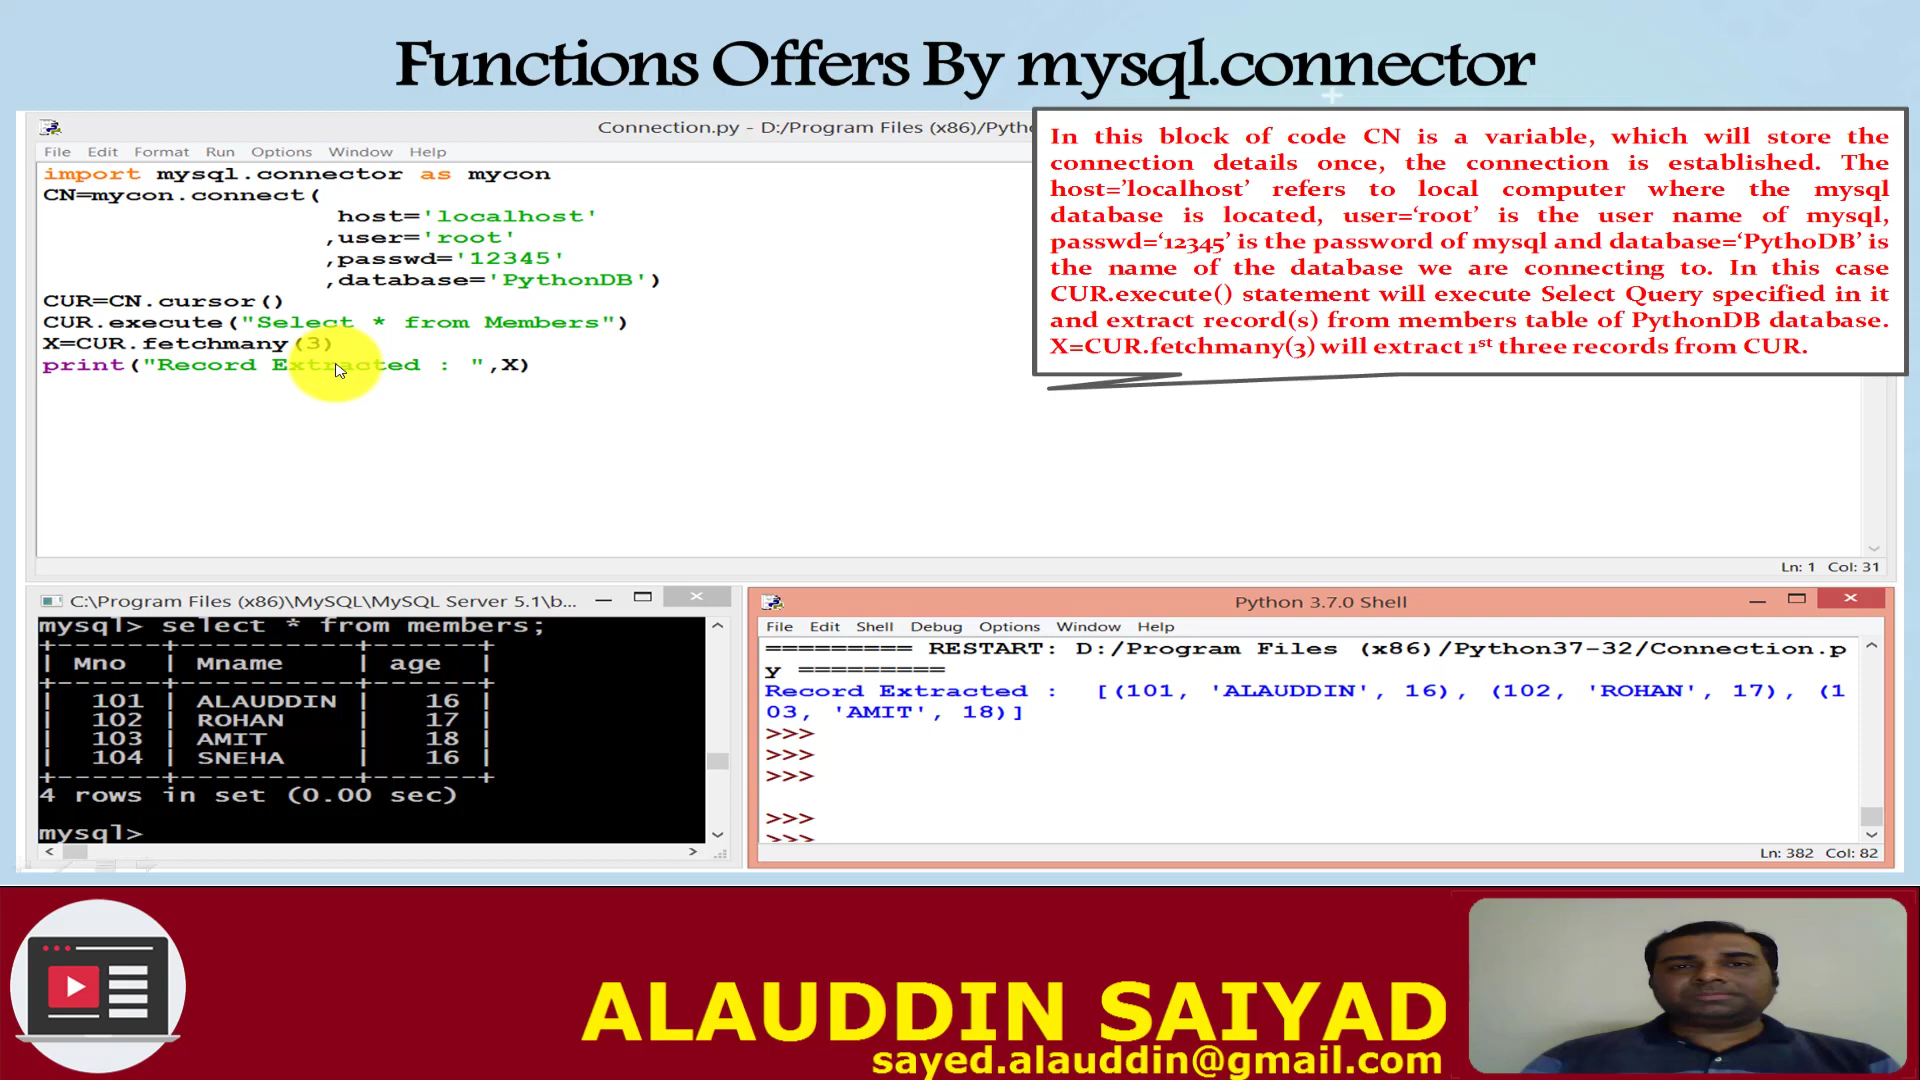 Functions Offers By mysql.connector
Connection.py - D:/Program Files (x86)/Pytho
File Edit Format Run Options Window Help
import mysql.connector as mycon
CN=mycon.connect(
host='localhost'
,user='root'
,passwd='12345'
,database='PythonDB')
CUR=CN.cursor()
CUR.execute("Select * from Members")
X=CUR.fetchmany(3)
print("Record Extracted : ",X)
Ln: 1 Col: 31
In this block of code CN is a variable, which will store the
connection details once, the connection is established. The
host=’localhost’ refers to local computer where the mysql
database is located, user=‘root’ is the user name of mysql,
passwd=‘12345’ is the password of mysql and database=‘PythoDB’ is
the name of the database we are connecting to. In this case
CUR.execute() statement will execute Select Query specified in it
and extract record(s) from members table of PythonDB database.
X=CUR.fetchmany(3) will extract 1st three records from CUR.
C:\Program Files (x86)\MySQL\MySQL Server 5.1\b...
mysql> select * from members;
+------+----------+------+
| Mno | Mname | age |
+------+----------+------+
| 101 | ALAUDDIN | 16 |
| 102 | ROHAN | 17 |
| 103 | AMIT | 18 |
| 104 | SNEHA | 16 |
+------+----------+------+
4 rows in set (0.00 sec)
mysql>
Python 3.7.0 Shell
File Edit Shell Debug Options Window Help
========= RESTART: D:/Program Files (x86)/Python37-32/Connection.p
y =========
Record Extracted : [(101, 'ALAUDDIN', 16), (102, 'ROHAN', 17), (1
03, 'AMIT', 18)]
>>>
>>>
>>>
>>>
>>>
Ln: 382 Col: 82
ALAUDDIN SAIYAD
sayed.alauddin@gmail.com